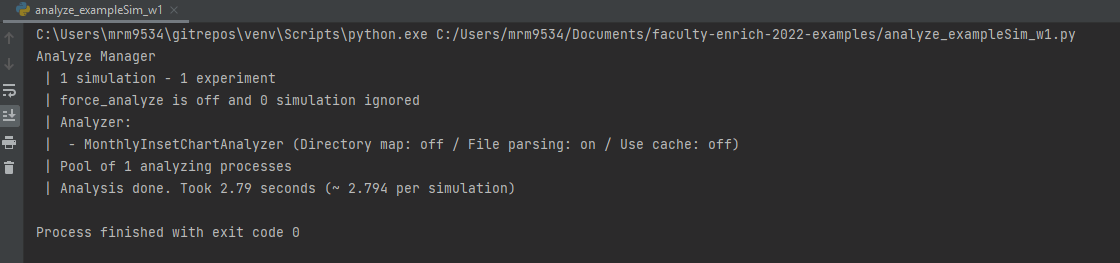 analyze_exampleSim_w1
C:\Users\mrm9534\gitrepos\venv\Scripts\python.exe C:/Users/mrm9534/Documents/faculty-enrich-2022-examples/analyze_exampleSim_w1.py
Analyze Manager
 | 1 simulation - 1 experiment
 | force_analyze is off and 0 simulation ignored
 | Analyzer:
 |  - MonthlyInsetChartAnalyzer (Directory map: off / File parsing: on / Use cache: off)
 | Pool of 1 analyzing processes
 | Analysis done. Took 2.79 seconds (~ 2.794 per simulation)
Process finished with exit code 0